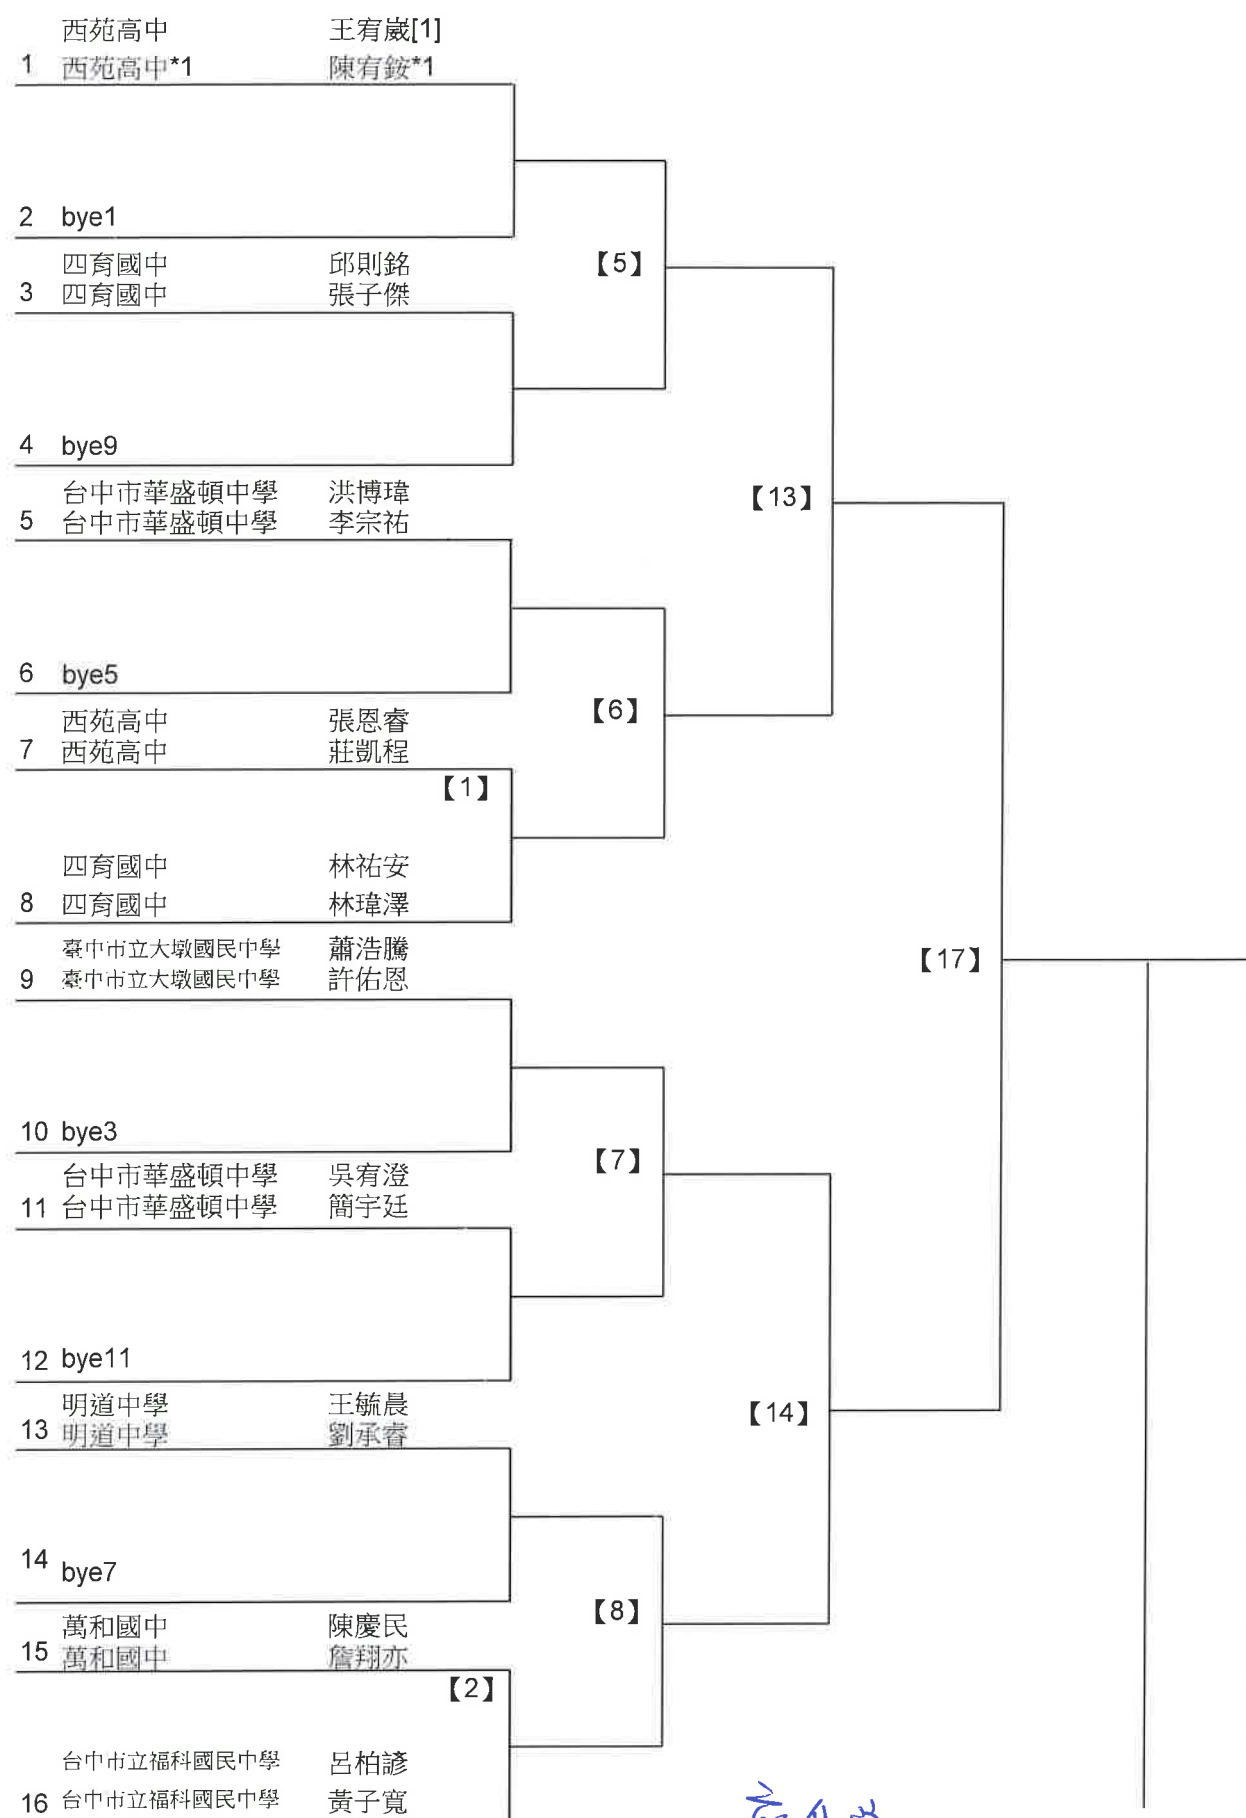 西苑高中 王宥崴[1]
1 西苑高中*1 陳宥銨*1
2 bye1
四育國中 邱則銘
3 四育國中 張子傑
【5】
4 bye9
台中市華盛頓中學 洪博瑋
5 台中市華盛頓中學 李宗祐
【13】
6 bye5
西苑高中 張恩睿
7 西苑高中 莊凱程
【6】
【1】
四育國中 林祐安
8 四育國中 林瑋澤
臺中市立大墩國民中學 蕭浩騰
9 臺中市立大墩國民中學 許佑恩
【17】
10 bye3
台中市華盛頓中學 吳宥澄
11 台中市華盛頓中學 簡宇廷
【7】
12 bye11
明道中學 王毓晨
13 明道中學 劉承睿
【14】
14 bye7
萬和國中 陳慶民
15 萬和國中 詹翔亦
【8】
【2】
台中市立福科國民中學 呂柏諺
16 台中市立福科國民中學 黃子寬